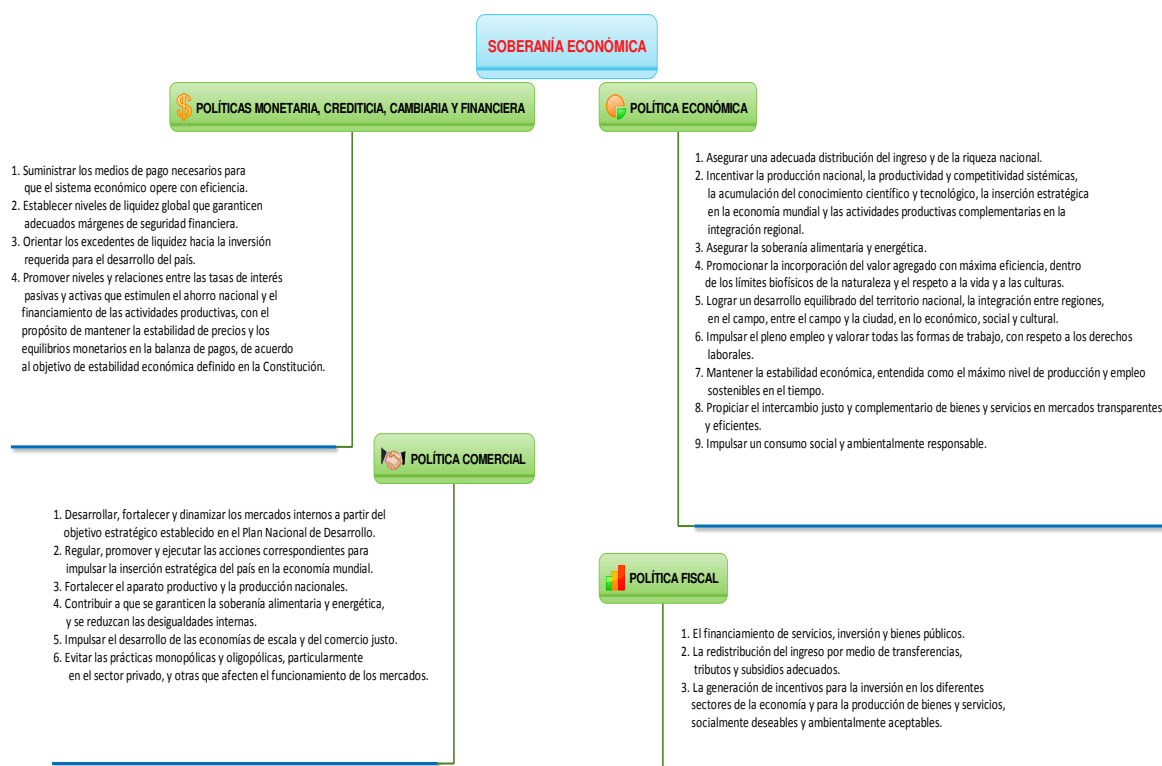 SOBERANÍA ECONÓMICA
POLÍTICAS MONETARIA, CREDITICIA, CAMBIARIA Y FINANCIERA
1. Suministrar los medios de pago necesarios para
que el sistema económico opere con eficiencia.
2. Establecer niveles de liquidez global que garanticen
adecuados márgenes de seguridad financiera.
3. Orientar los excedentes de liquidez hacia la inversión
requerida para el desarrollo del país.
4. Promover niveles y relaciones entre las tasas de interés
pasivas y activas que estimulen el ahorro nacional y el
financiamiento de las actividades productivas, con el
propósito de mantener la estabilidad de precios y los
equilibrios monetarios en la balanza de pagos, de acuerdo
al objetivo de estabilidad económica definido en la Constitución.
POLÍTICA ECONÓMICA
1. Asegurar una adecuada distribución del ingreso y de la riqueza nacional.
2. Incentivar la producción nacional, la productividad y competitividad sistémicas,
la acumulación del conocimiento científico y tecnológico, la inserción estratégica
en la economía mundial y las actividades productivas complementarias en la
integración regional.
3. Asegurar la soberanía alimentaria y energética.
4. Promocionar la incorporación del valor agregado con máxima eficiencia, dentro
de los límites biofísicos de la naturaleza y el respeto a la vida y a las culturas.
5. Lograr un desarrollo equilibrado del territorio nacional, la integración entre regiones,
en el campo, entre el campo y la ciudad, en lo económico, social y cultural.
6. Impulsar el pleno empleo y valorar todas las formas de trabajo, con respeto a los derechos
laborales.
7. Mantener la estabilidad económica, entendida como el máximo nivel de producción y empleo
sostenibles en el tiempo.
8. Propiciar el intercambio justo y complementario de bienes y servicios en mercados transparentes
y eficientes.
9. Impulsar un consumo social y ambientalmente responsable.
POLÍTICA COMERCIAL
1. Desarrollar, fortalecer y dinamizar los mercados internos a partir del
objetivo estratégico establecido en el Plan Nacional de Desarrollo.
2. Regular, promover y ejecutar las acciones correspondientes para
impulsar la inserción estratégica del país en la economía mundial.
3. Fortalecer el aparato productivo y la producción nacionales.
4. Contribuir a que se garanticen la soberanía alimentaria y energética,
y se reduzcan las desigualdades internas.
5. Impulsar el desarrollo de las economías de escala y del comercio justo.
6. Evitar las prácticas monopólicas y oligopólicas, particularmente
en el sector privado, y otras que afecten el funcionamiento de los mercados.
POLÍTICA FISCAL
1. El financiamiento de servicios, inversión y bienes públicos.
2. La redistribución del ingreso por medio de transferencias,
tributos y subsidios adecuados.
3. La generación de incentivos para la inversión en los diferentes
sectores de la economía y para la producción de bienes y servicios,
socialmente deseables y ambientalmente aceptables.